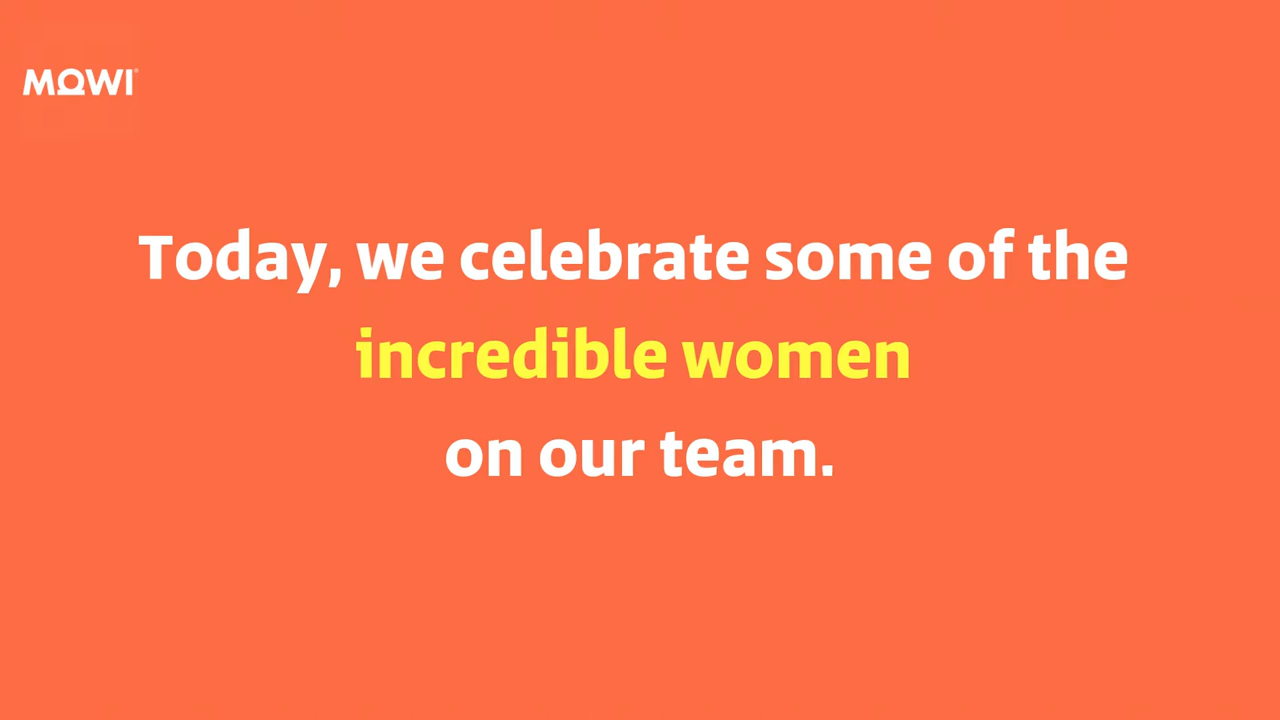 MOWI
Today, we celebrate some of the
incredible women
on our team.